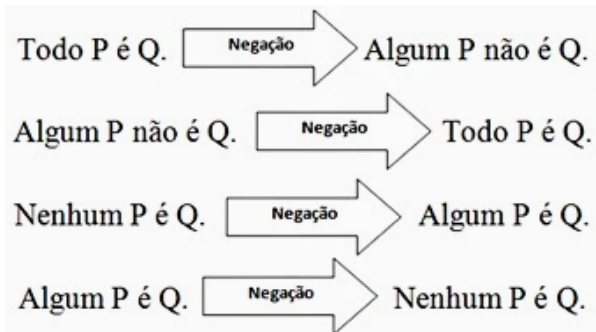 Todo P é Q. Negação Algum P não é Q.
Algum P não é Q. Negação Todo P é Q.
Nenhum P é Q. Negação Algum P é Q.
Algum P é Q. Negação Nenhum P é Q.